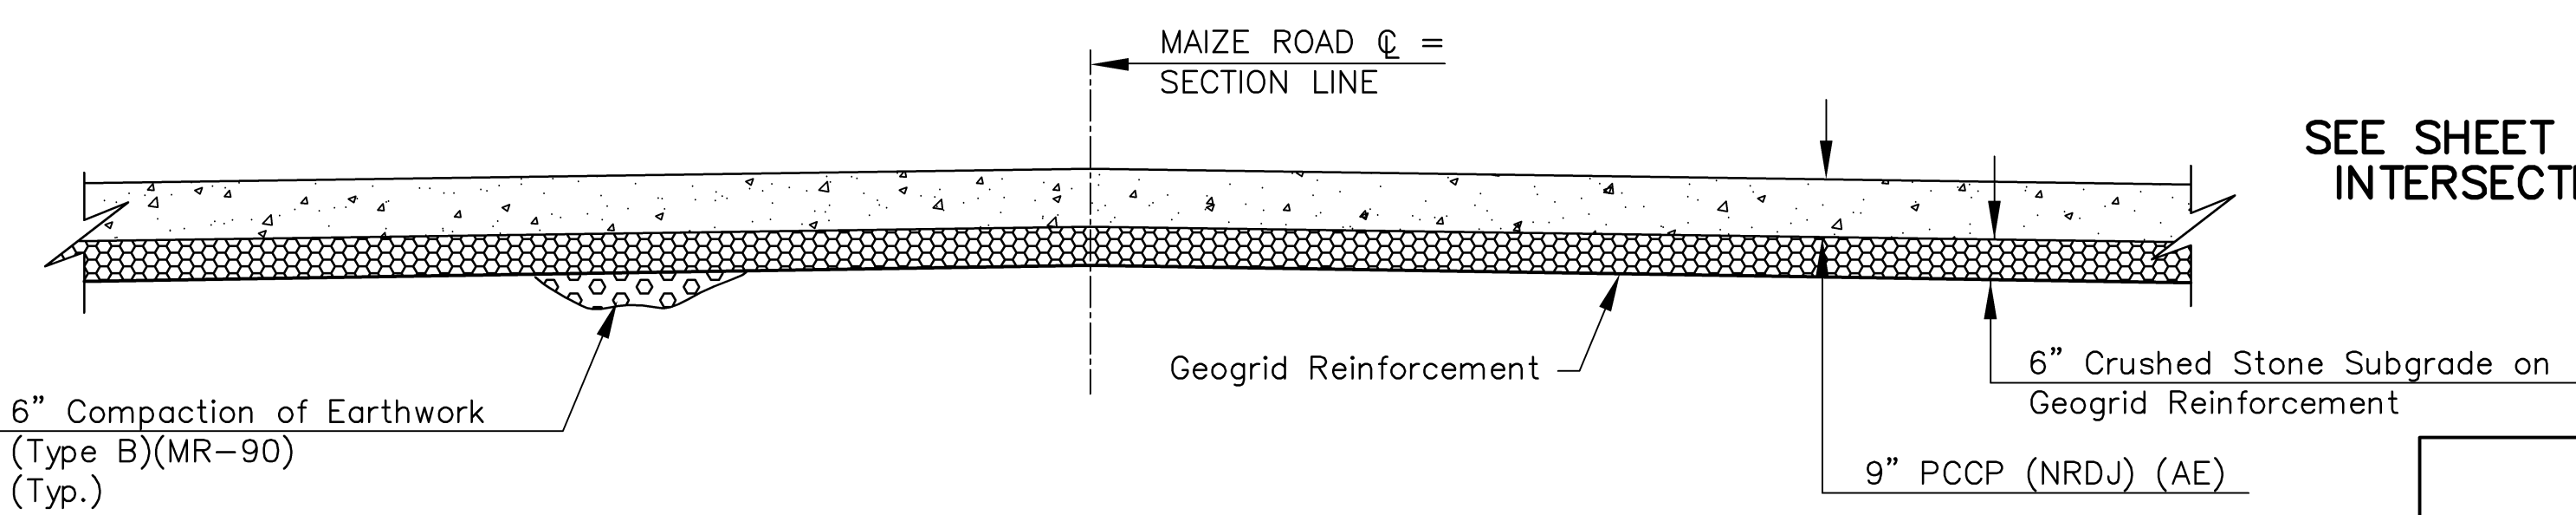 MAIZE ROAD ℄ =
SECTION LINE
SEE SHEET
Geogrid Reinforcement
6” Crushed Stone Subgrade on
Geogrid Reinforcement
6” Compaction of Earthwork
(Type B)(MR-90)
(Typ.)
9” PCCP (NRDJ) (AE)